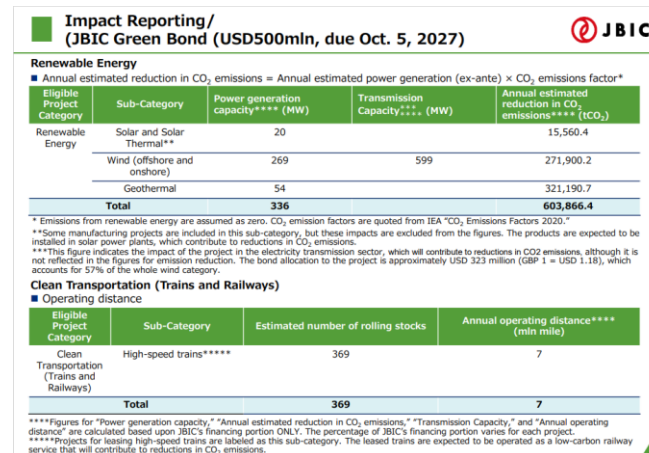 Impact Reporting/
(JBIC Green Bond (USD500mln, due Oct. 5, 2027)
JBIC
Renewable Energy
■ Annual estimated reduction in CO₂ emissions = Annual estimated power generation (ex-ante) × CO₂ emissions factor*
Eligible Project Category
Sub-Category
Power generation capacity**** (MW)
Transmission Capacity***,**** (MW)
Annual estimated reduction in CO₂ emissions**** (tCO₂)
Renewable Energy
Solar and Solar Thermal**
20
15,560.4
Wind (offshore and onshore)
269
599
271,900.2
Geothermal
54
321,190.7
Total
336
603,866.4
* Emissions from renewable energy are assumed as zero. CO₂ emission factors are quoted from IEA "CO₂ Emissions Factors 2020."
**Some manufacturing projects are included in this sub-category, but these impacts are excluded from the figures. The products are expected to be
installed in solar power plants, which contribute to reductions in CO₂ emissions.
***This figure indicates the impact of the project in the electricity transmission sector, which will contribute to reductions in CO2 emissions, although it is
not reflected in the figures for emission reduction. The bond allocation to the project is approximately USD 323 million (GBP 1 = USD 1.18), which
accounts for 57% of the whole wind category.
Clean Transportation (Trains and Railways)
■ Operating distance
Eligible Project Category
Sub-Category
Estimated number of rolling stocks
Annual operating distance**** (mln mile)
Clean Transportation (Trains and Railways)
High-speed trains*****
369
7
Total
369
7
****Figures for "Power generation capacity," "Annual estimated reduction in CO₂ emissions," "Transmission Capacity," and "Annual operating
distance" are calculated based upon JBIC's financing portion ONLY. The percentage of JBIC's financing portion varies for each project.
*****Projects for leasing high-speed trains are labeled as this sub-category. The leased trains are expected to be operated as a low-carbon railway
service that will contribute to reductions in CO₂ emissions.